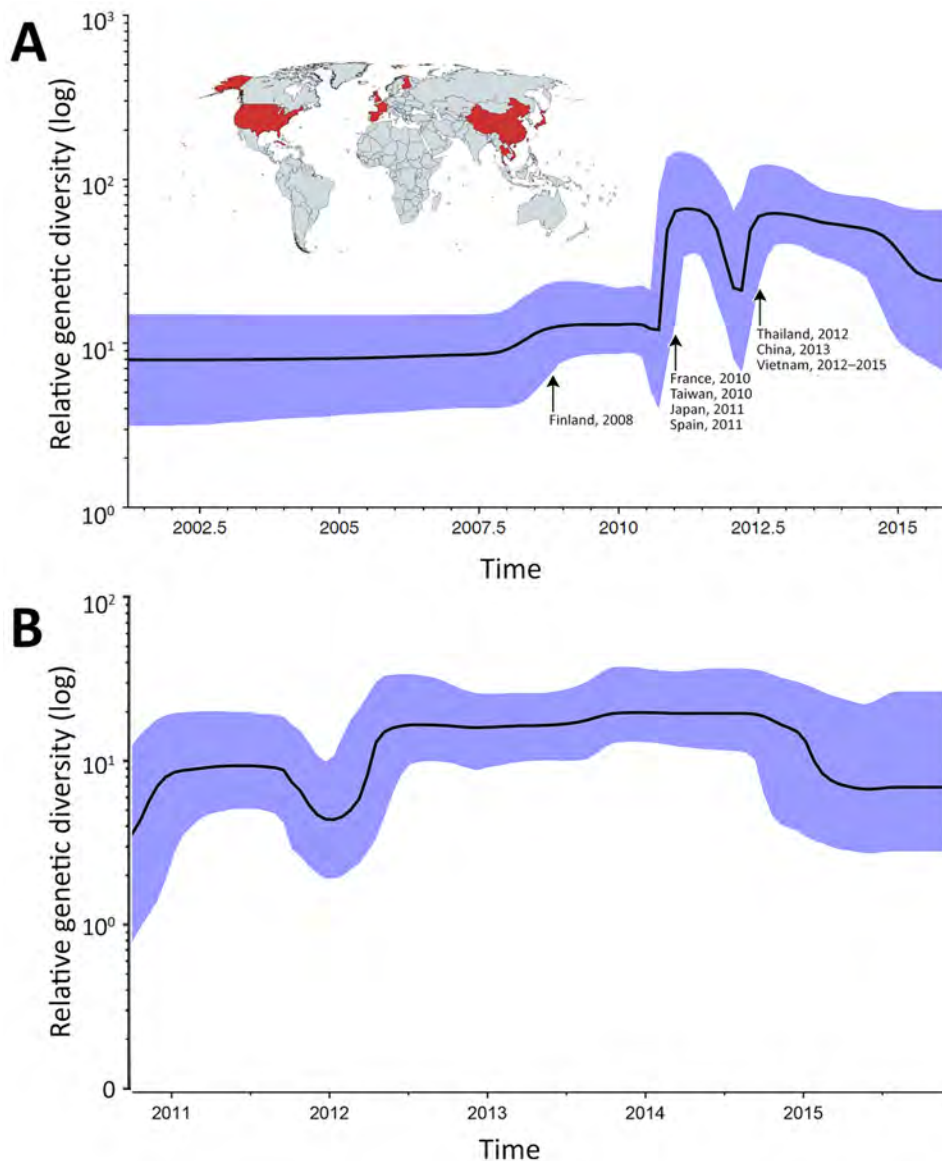 A
Relative genetic diversity (log)
10³
10²
10¹
10⁰
Finland, 2008
France, 2010
Taiwan, 2010
Japan, 2011
Spain, 2011
Thailand, 2012
China, 2013
Vietnam, 2012–2015
2002.5 2005 2007.5 2010 2012.5 2015
Time
B
Relative genetic diversity (log)
10²
10¹
10⁰
0
2011 2012 2013 2014 2015
Time